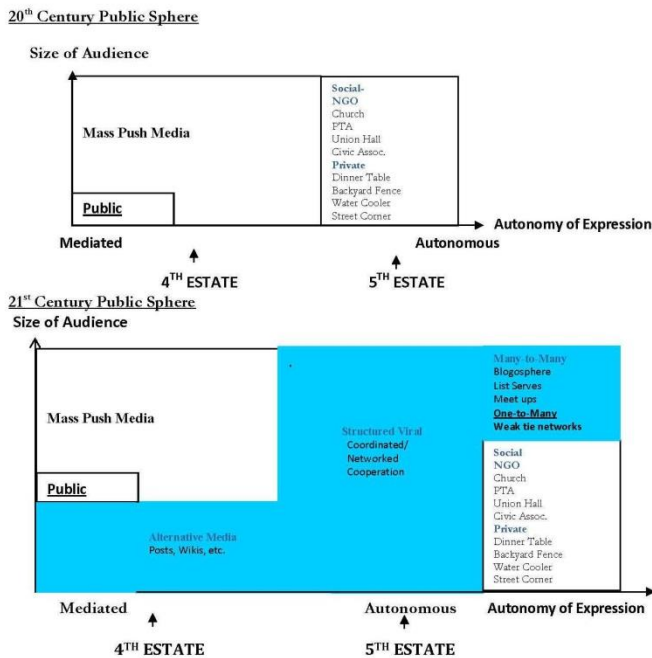 20th Century Public Sphere
Size of Audience
Mass Push Media
Public
Social-
NGO
Church
PTA
Union Hall
Civic Assoc.
Private
Dinner Table
Backyard Fence
Water Cooler
Street Corner
Autonomy of Expression
Mediated
Autonomous
4TH ESTATE
5TH ESTATE
21st Century Public Sphere
Size of Audience
Mass Push Media
Public
Alternative Media
Posts, Wikis, etc.
Structured Viral
Coordinated/
Networked
Cooperation
Many-to-Many
Blogosphere
List Serves
Meet ups
One-to-Many
Weak tie networks
Social
NGO
Church
PTA
Union Hall
Civic Assoc.
Private
Dinner Table
Backyard Fence
Water Cooler
Street Corner
Mediated
Autonomous
Autonomy of Expression
4TH ESTATE
5TH ESTATE